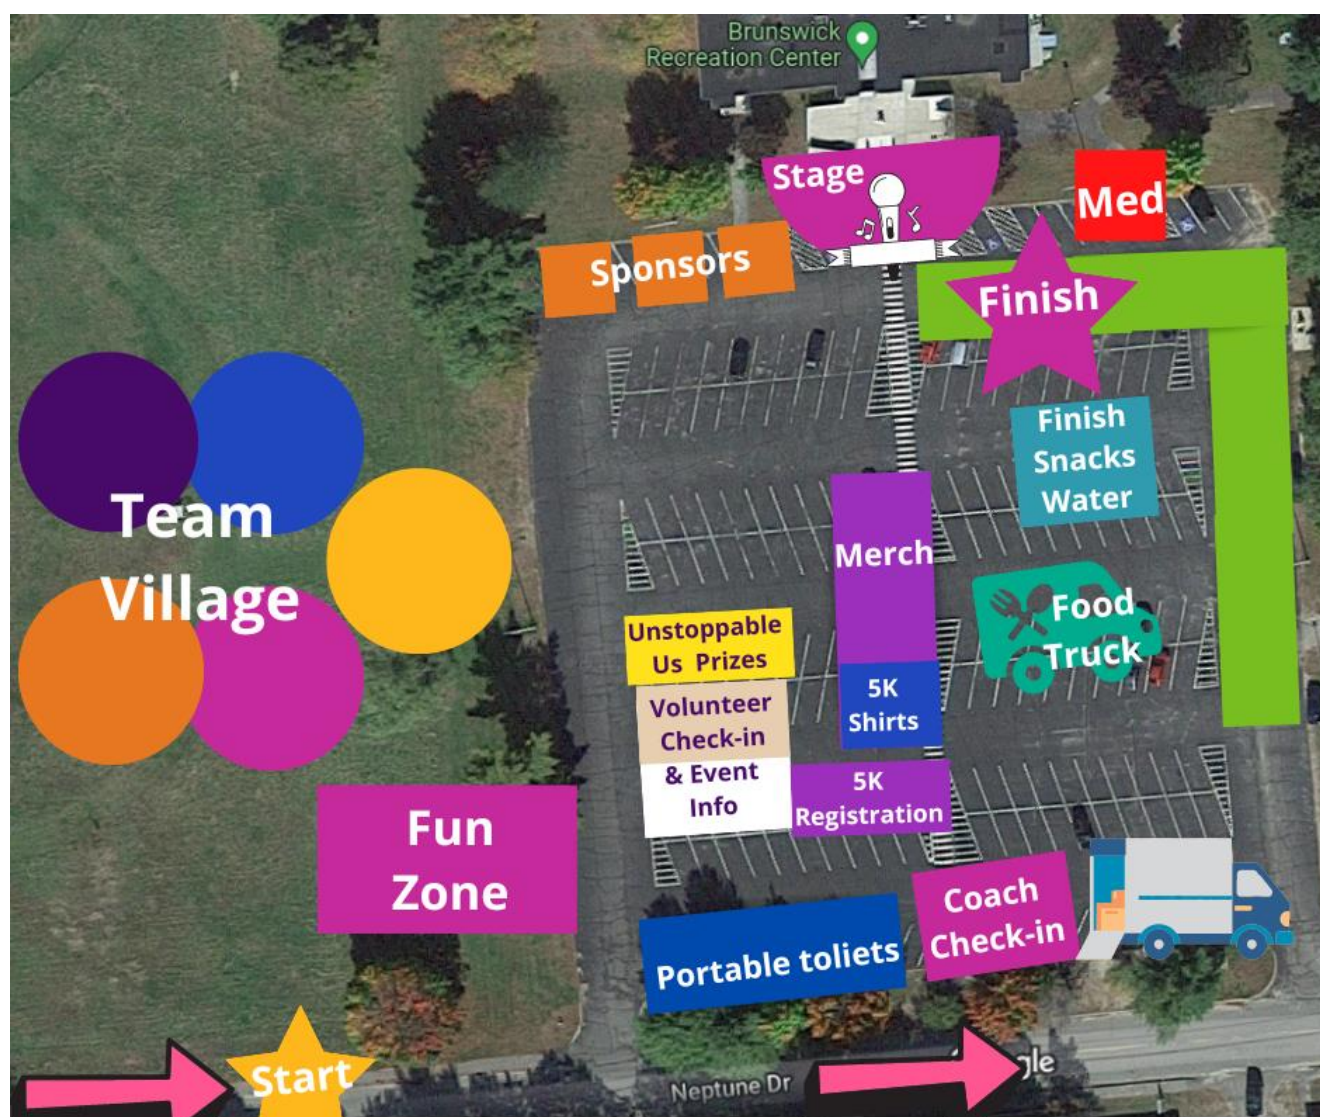 Brunswick
Recreation Center
Stage
Med
Sponsors
Finish
Finish
Snacks
Water
Team
Village
Merch
Food
Truck
Unstoppable
Us Prizes
Volunteer
Check-in
& Event
Info
5K
Shirts
5K
Registration
Fun
Zone
Coach
Check-in
Portable toliets
Start
Neptune Dr
gle